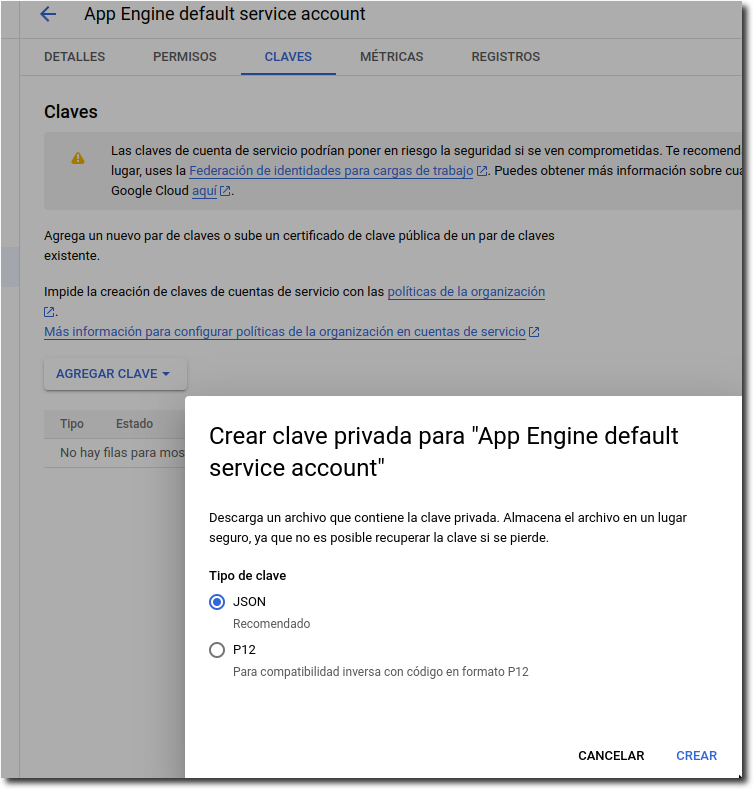 App Engine default service account
DETALLES PERMISOS CLAVES MÉTRICAS REGISTROS
Claves
Las claves de cuenta de servicio podrían poner en riesgo la seguridad si se ven comprometidas. Te
lugar, uses la Federación de identidades para cargas de trabajo. Puedes obtener más información sobre
Google Cloud aquí.
Agrega un nuevo par de claves o sube un certificado de clave pública de un par de claves
existente.
Impide la creación de claves de cuentas de servicio con las políticas de la organización
.
Más información para configurar políticas de la organización en cuentas de servicio
AGREGAR CLAVE
Tipo Estado
No hay filas para mos
Crear clave privada para "App Engine default
service account"
Descarga un archivo que contiene la clave privada. Almacena el archivo en un lugar
seguro, ya que no es posible recuperar la clave si se pierde.
Tipo de clave
JSON
Recomendado
P12
Para compatibilidad inversa con código en formato P12
CANCELAR CREAR